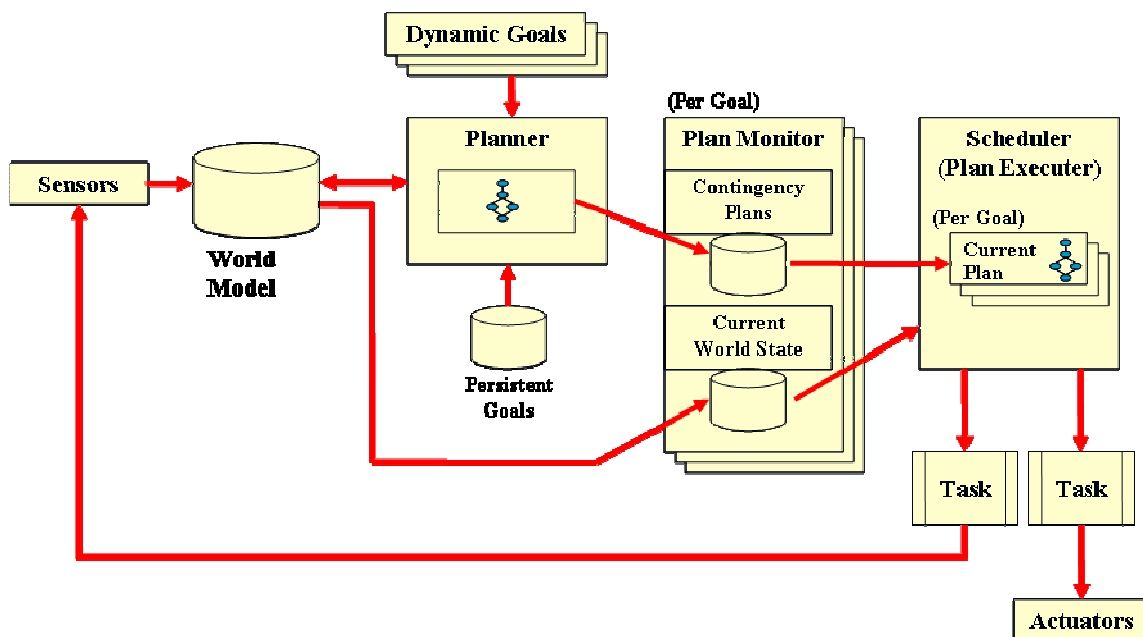 Dynamic Goals
(Per Goal)
Planner
Plan Monitor
Scheduler
(Plan Executer)
Sensors
Contingency
Plans
(Per Goal)
Current
Plan
World
Model
Current
World State
Persistent
Goals
Task
Task
Actuators